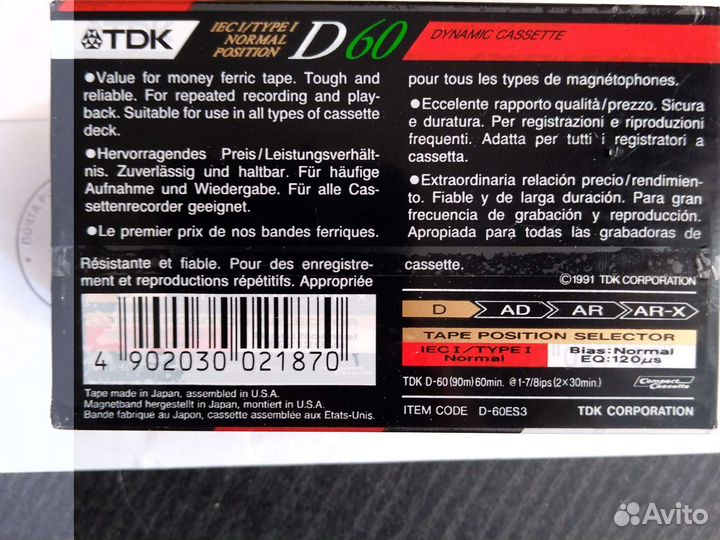 TDK
IEC I/TYPE I
NORMAL
POSITION
D60
DYNAMIC CASSETTE
●Value for money ferric tape. Tough and
reliable. For repeated recording and play-
back. Suitable for use in all types of cassette
deck.
●Hervorragendes Preis/Leistungsverhält-
nis. Zuverlässig und haltbar. Für häufige
Aufnahme und Wiedergabe. Für alle Cas-
settenrecorder geeignet.
●Le premier prix de nos bandes ferriques.
Résistante et fiable. Pour des enregistre-
ment et reproductions répétitifs. Appropriée
pour tous les types de magnétophones.
●Eccelente rapporto qualità/prezzo. Sicura
e duratura. Per registrazioni e riproduzioni
frequenti. Adatta per tutti i registratori a
cassetta.
●Extraordinaria relación precio/rendimien-
to. Fiable y de larga duración. Para gran
frecuencia de grabación y reproducción.
Apropiada para todas las grabadoras de
cassette.
©1991 TDK CORPORATION
4 902030 021870
Tape made in Japan, assembled in U.S.A.
Magnetband hergestellt in Japan, montiert in U.S.A.
Bande fabriqué au Japon, cassette assemblée aux Etats-Unis.
D AD AR AR-X
TAPE POSITION SELECTOR
IEC I/TYPE I
Normal
Bias: Normal
EQ: 120µs
TDK D-60 (90m) 60min. @1-7/8ips (2×30min.)
Compact Cassette
ITEM CODE D-60ES3
TDK CORPORATION
ПОЧТА
Avito